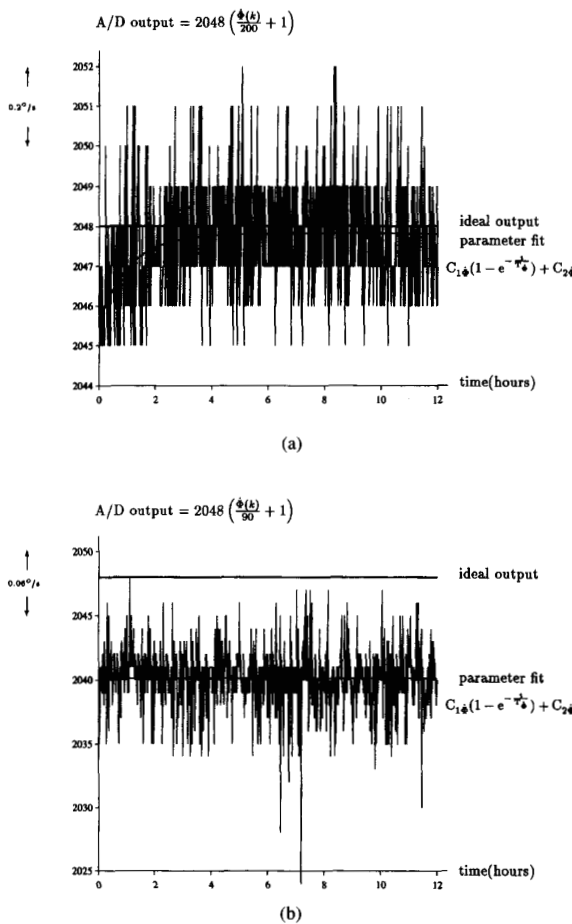 A/D output = 2048 (Φ̇(k)/200 + 1)
0.2°/s
2052
2051
2050
2049
2048
2047
2046
2045
2044
ideal output
parameter fit
C₁Φ̇(1 − e^(−t/TΦ̇)) + C₂Φ̇
time(hours)
0 2 4 6 8 10 12
(a)
A/D output = 2048 (Φ̇(k)/90 + 1)
0.06°/s
2050
2045
2040
2035
2030
2025
ideal output
parameter fit
C₁Φ̇(1 − e^(−t/TΦ̇)) + C₂Φ̇
time(hours)
0 2 4 6 8 10 12
(b)